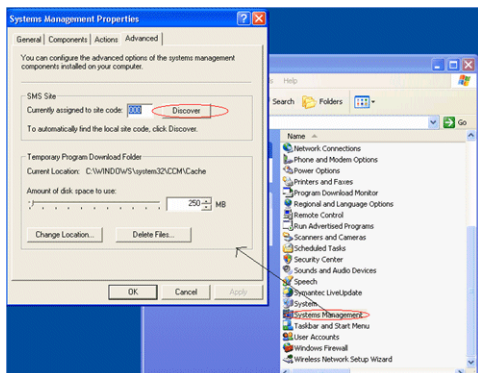 Systems Management Properties
General
Components
Actions
Advanced
You can configure the advanced options of the systems management
components installed on your computer.
SMS Site
Currently assigned to site code:
000
Discover
To automatically find the local site code, click Discover.
Temporary Program Download Folder
Current Location: C:\WINDOWS\system32\CCM\Cache
Amount of disk space to use:
250 MB
Change Location...
Delete Files...
OK
Cancel
Apply
Help
Search
Folders
Go
Name
Network Connections
Phone and Modem Options
Power Options
Printers and Faxes
Program Download Monitor
Regional and Language Options
Remote Control
Run Advertised Programs
Scanners and Cameras
Scheduled Tasks
Security Center
Sounds and Audio Devices
Speech
Symantec LiveUpdate
System
Systems Management
Taskbar and Start Menu
User Accounts
Windows Firewall
Wireless Network Setup Wizard